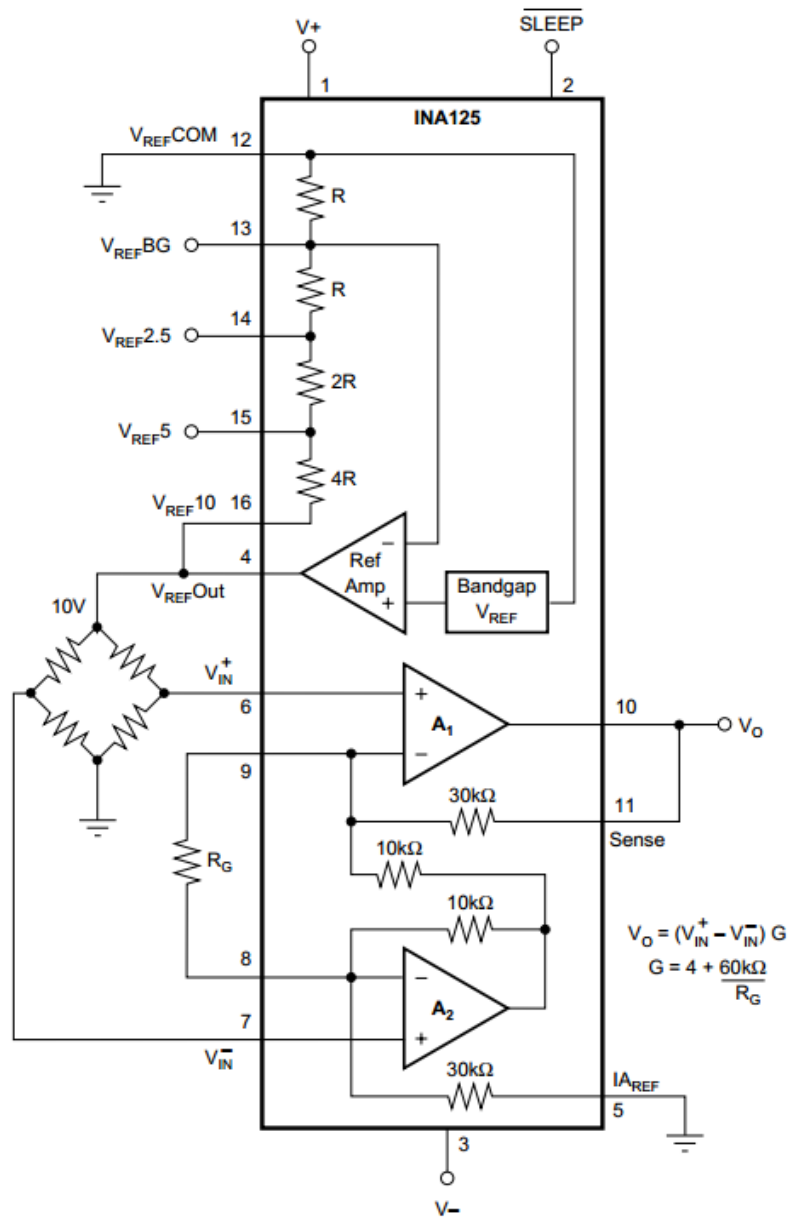 V+
SLEEP
1
2
INA125
VREFCOM
12
R
13
VREFBG
R
14
VREF2.5
2R
15
VREF5
4R
VREF10
16
4
VREFOut
Ref
Amp
−
+
Bandgap
VREF
10V
V+IN
6
+
A1
−
10
VO
9
30kΩ
11
Sense
10kΩ
RG
10kΩ
8
−
A2
+
7
V−IN
VO = (V+IN – V−IN) G
G = 4 + 60kΩ
RG
30kΩ
IAREF
5
3
V−